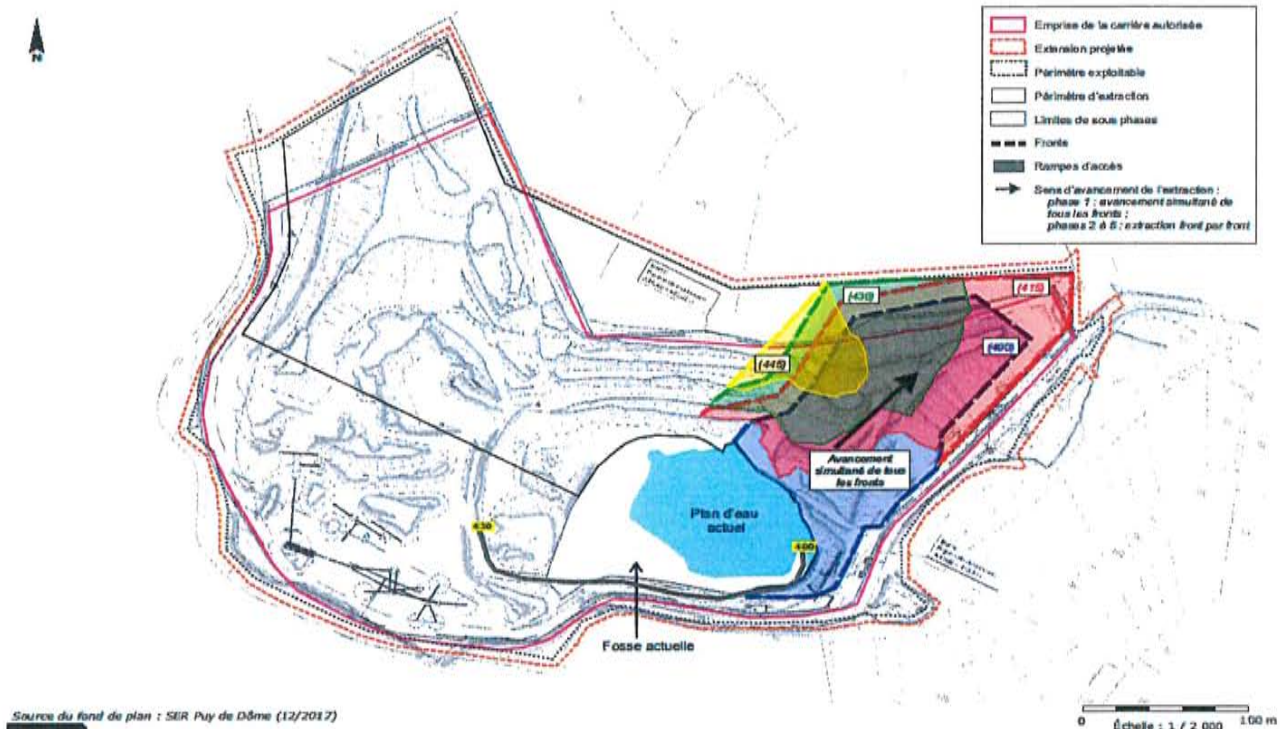 N
Emprise de la carrière autorisée
Extension projetée
Périmètre exploitable
Périmètre d'extraction
Limites de sous phases
Fronts
Rampes d'accès
Sens d'avancement de l'extraction :
phase 1 : avancement simultané de
tous les fronts ;
phases 2 à 6 : extraction front par front
(430)
(415)
(400)
(445)
Avancement
simultané de tous
les fronts
Plan d'eau
actuel
430
400
Fosse actuelle
Source du fond de plan : SER Puy de Dôme (12/2017)
0
100 m
Échelle : 1 / 2 000